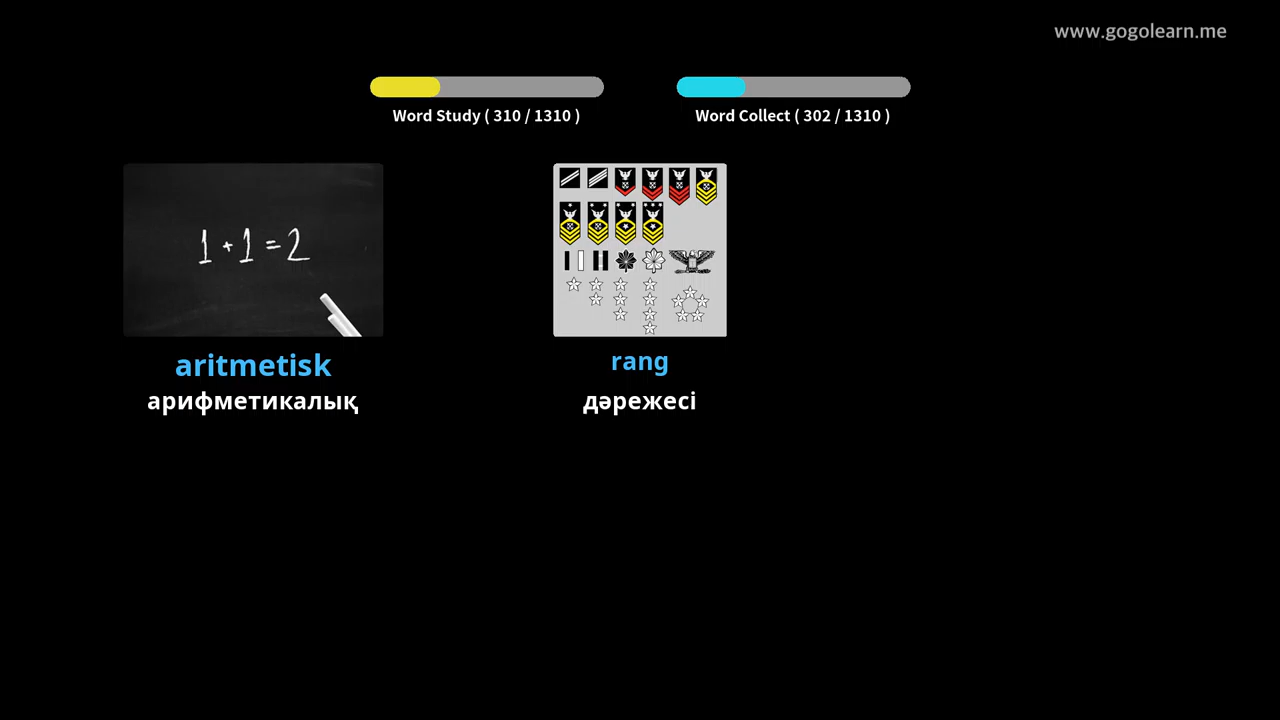 www.gogolearn.me
Word Study ( 310 / 1310 )
Word Collect ( 302 / 1310 )
1 + 1 = 2
aritmetisk
арифметикалық
rang
дәрежесі